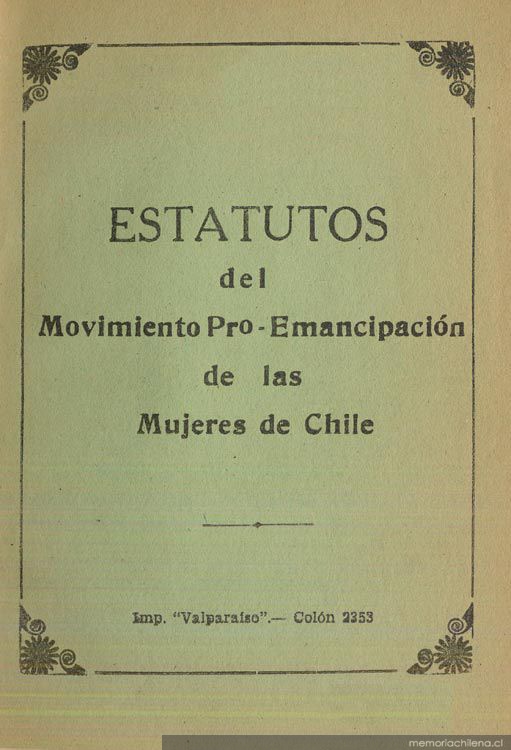 ESTATUTOS
del
Movimiento Pro-Emancipación
de las
Mujeres de Chile
Imp. "Valparaíso".— Colón 2353
memoriachilena.cl